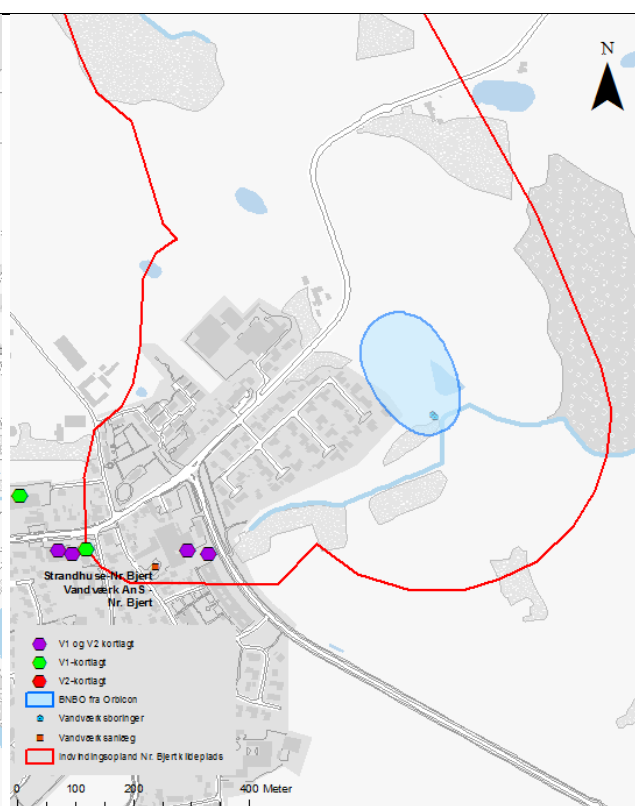 N
Strandhuse-Nr. Bjert
Vandværk AnS -
Nr. Bjert
V1 og V2 kortlagt
V1-kortlagt
V2-kortlagt
BNBO fra Orbicon
Vandværksboringer
Vandværksanlæg
Indvindingsopland Nr. Bjert kildeplads
0 100 200 400 Meter